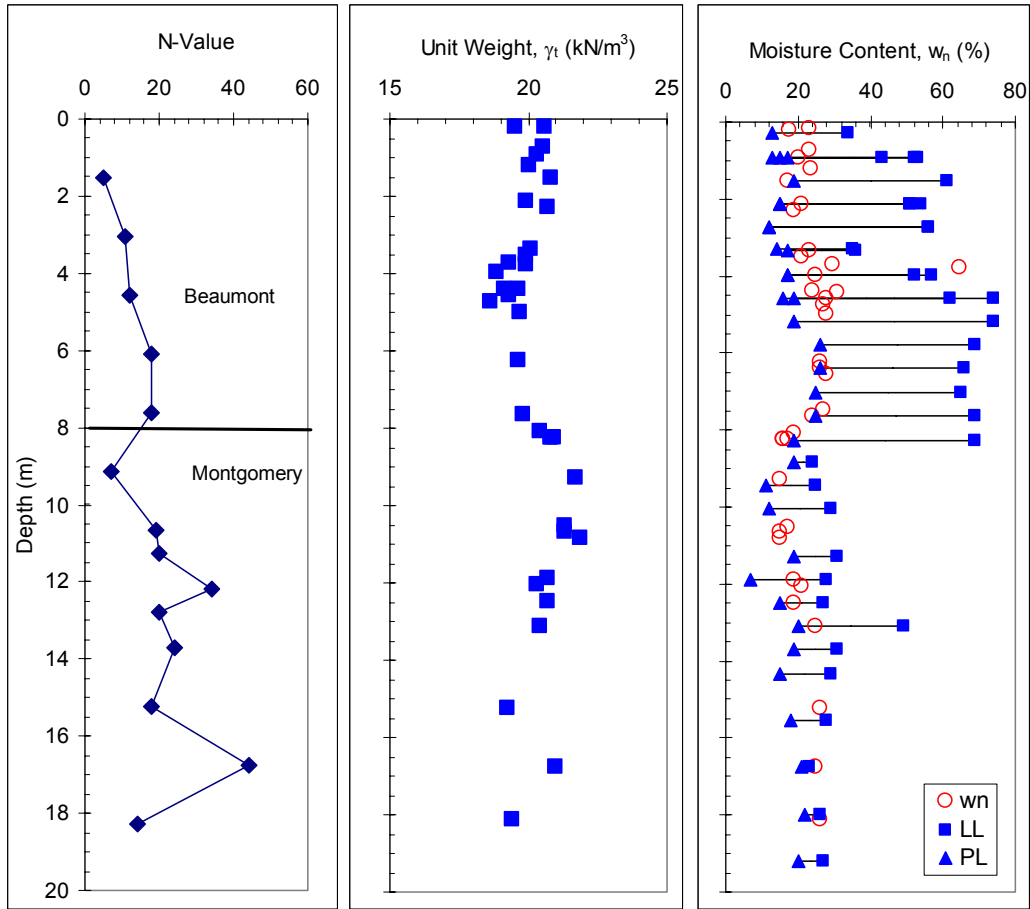 N-Value
0 20 40 60
0
2
4
6
8
10
12
14
16
18
20
Depth (m)
Beaumont
Montgomery
Unit Weight, γt (kN/m³)
15 20 25
Moisture Content, wn (%)
0 20 40 60 80
wn
LL
PL